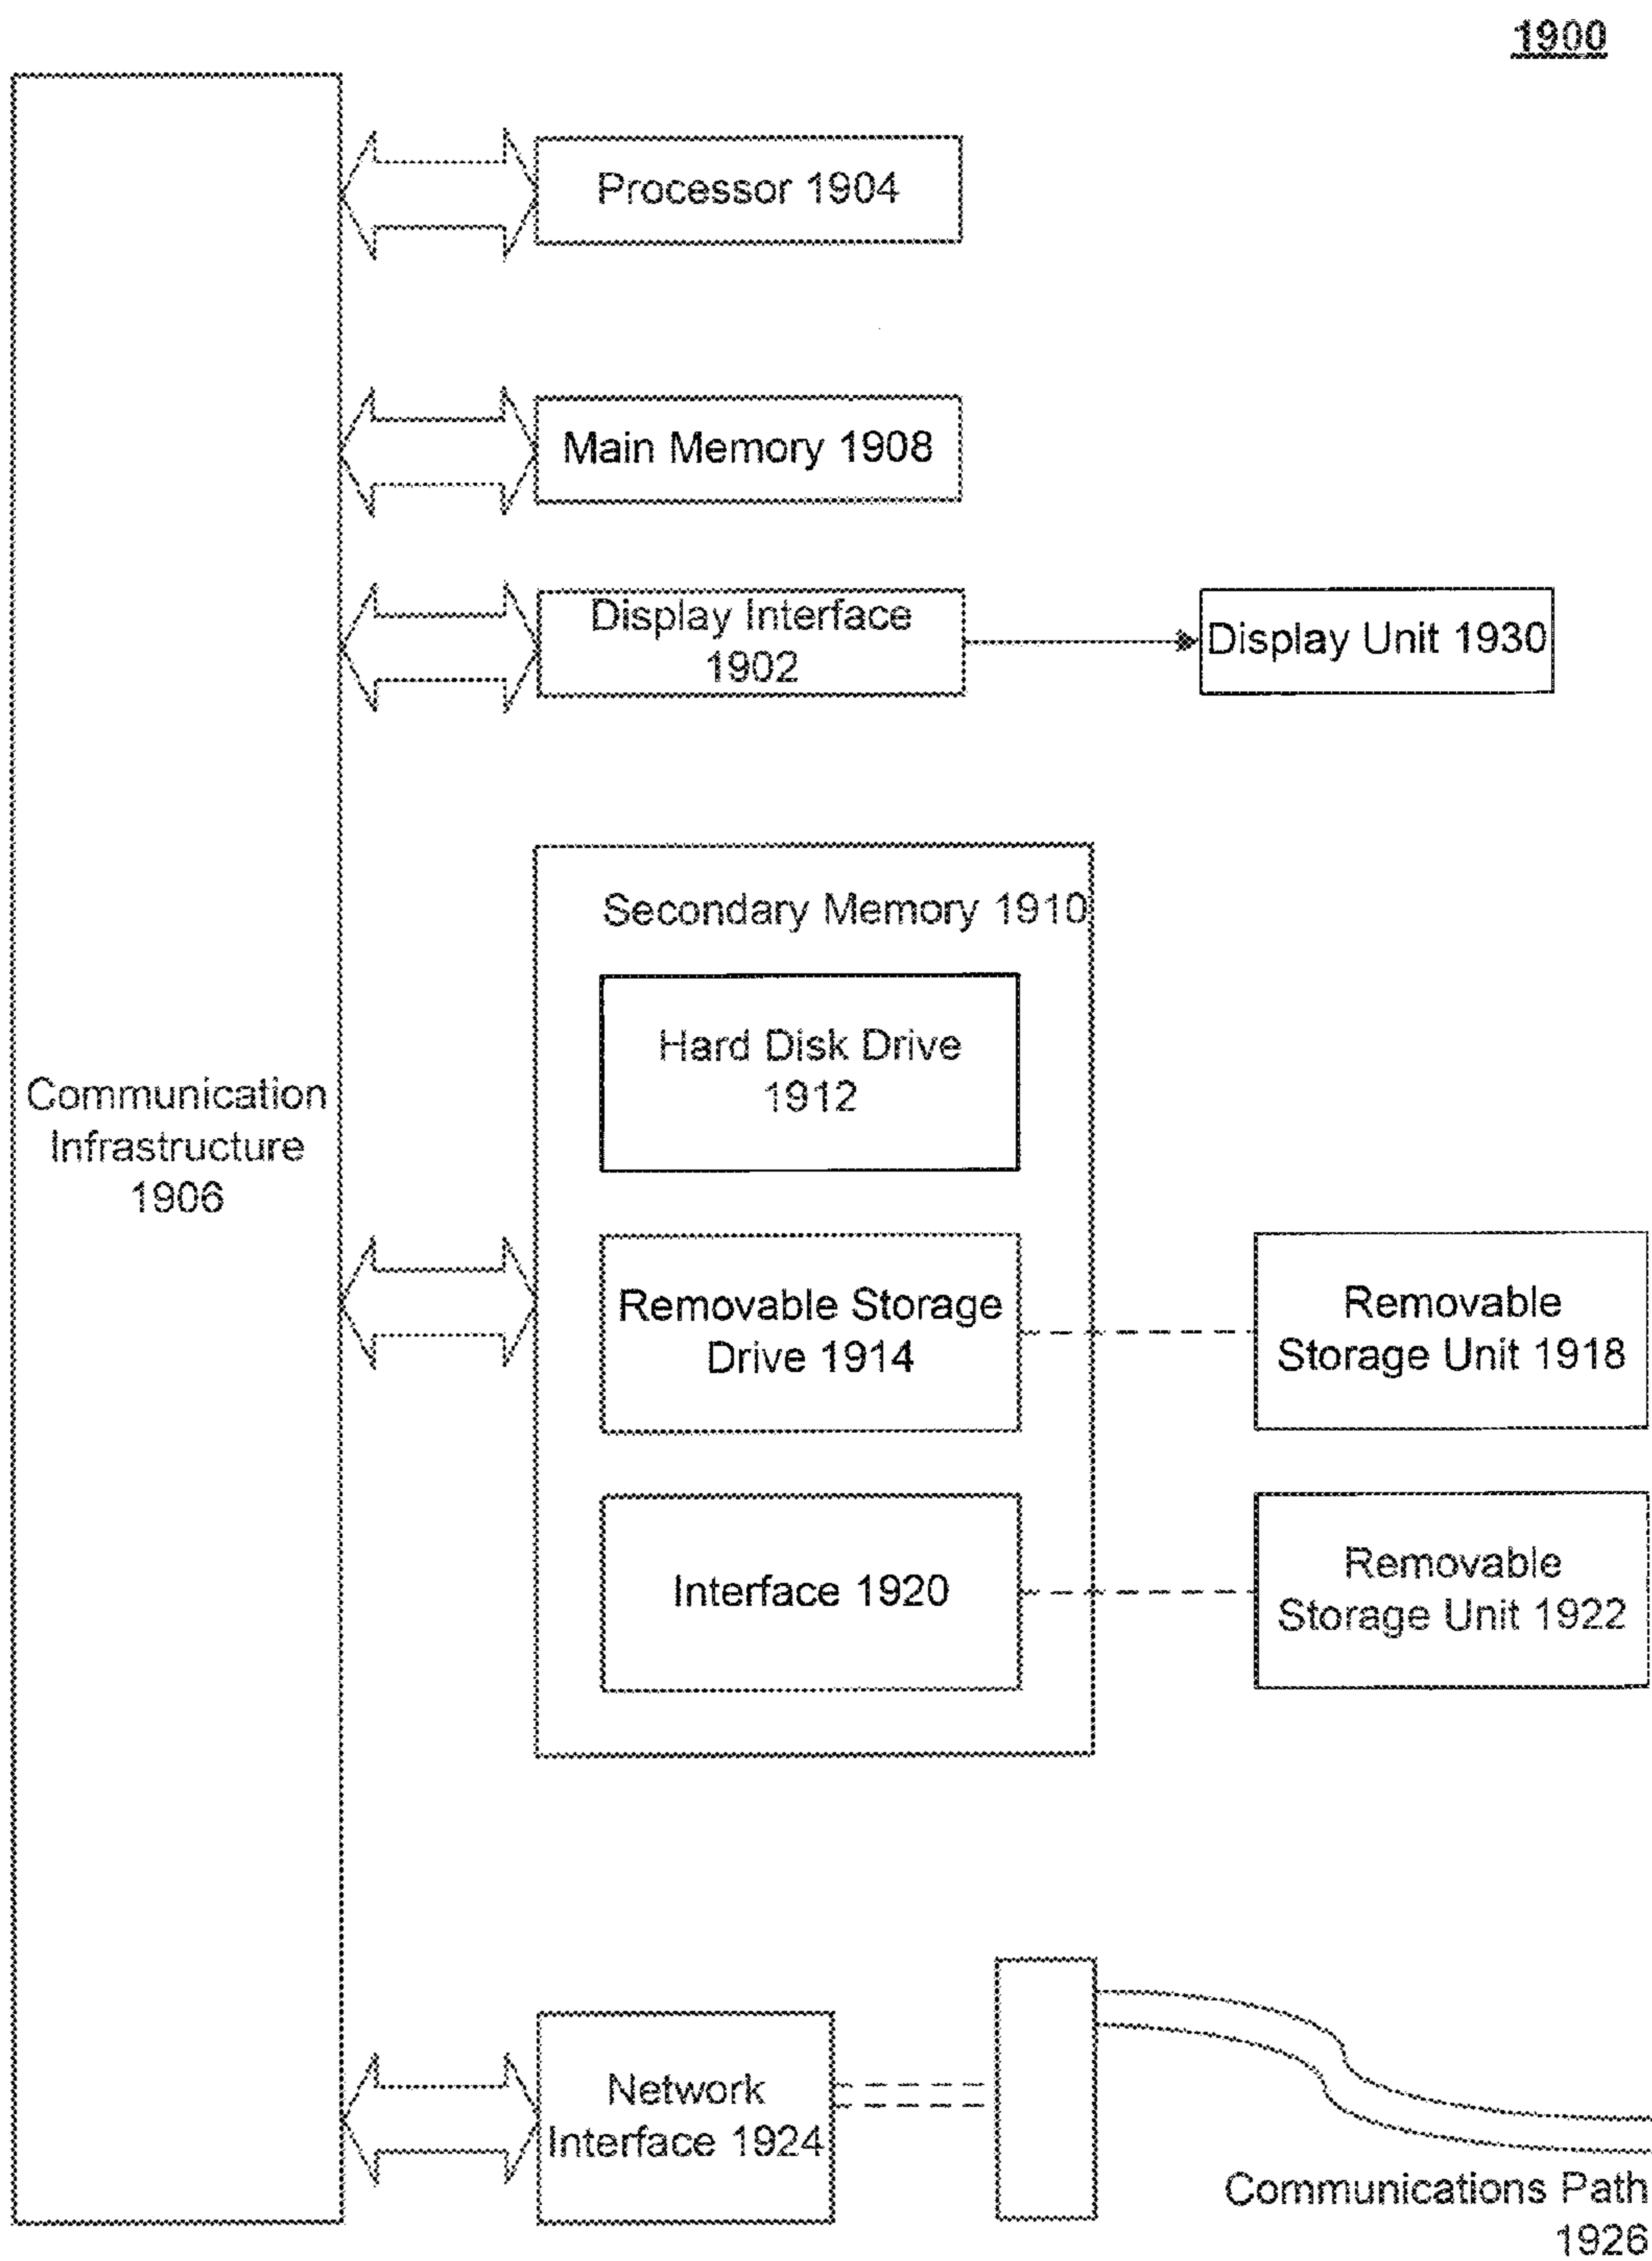 1900
Processor 1904
Main Memory 1908
Display Interface
1902
Display Unit 1930
Secondary Memory 1910
Hard Disk Drive
1912
Communication
Infrastructure
1906
Removable Storage
Drive 1914
Removable
Storage Unit 1918
Interface 1920
Removable
Storage Unit 1922
Network
Interface 1924
Communications Path
1926